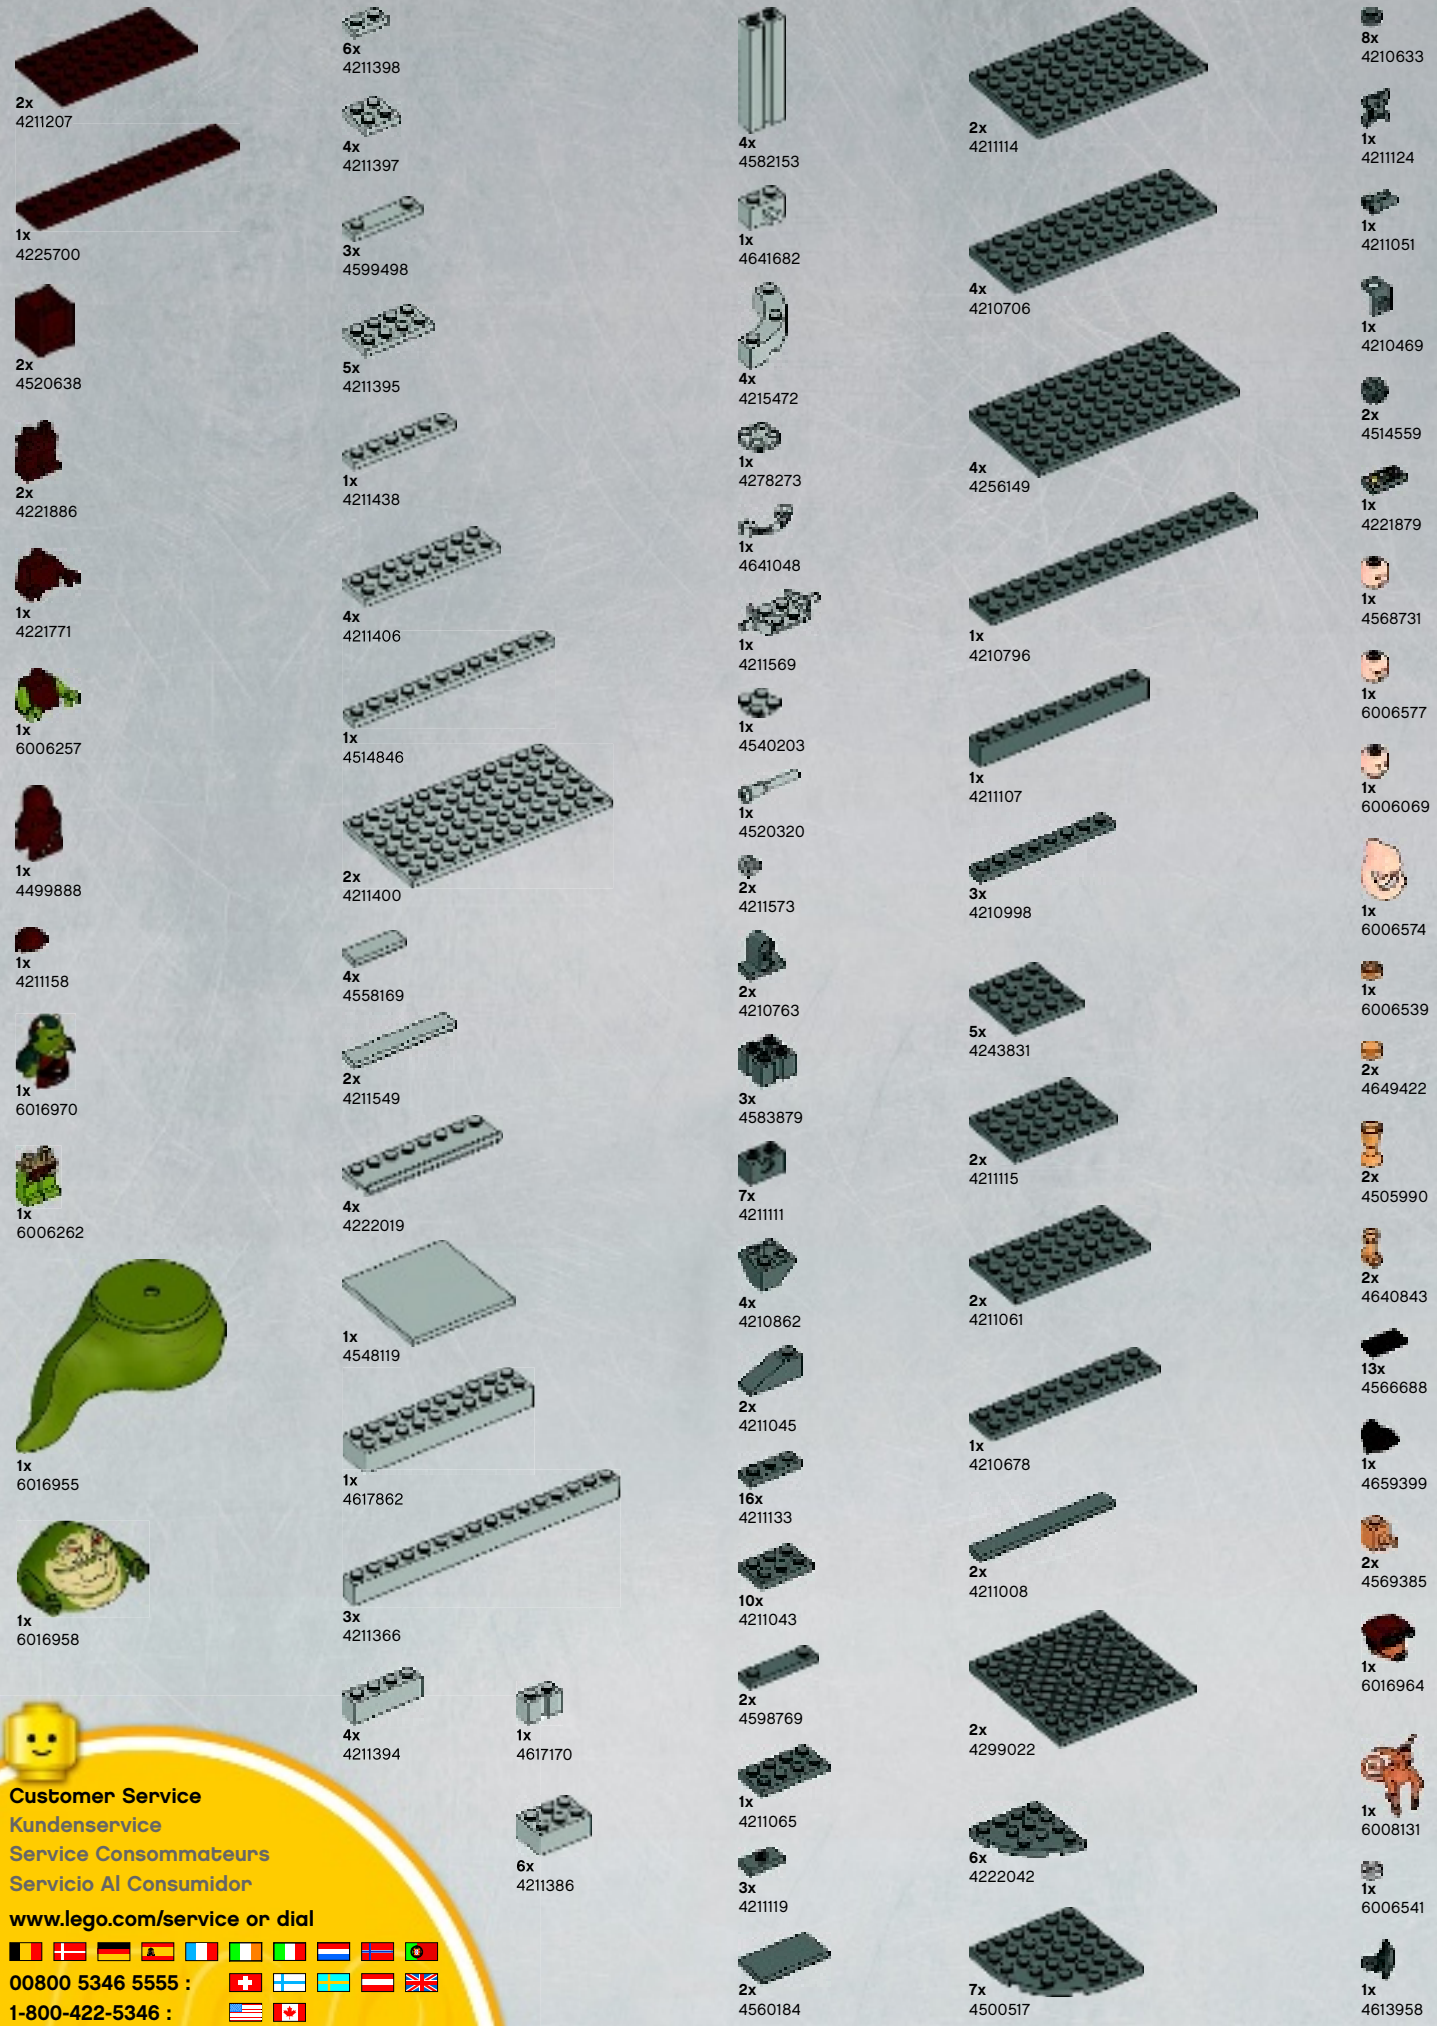 2x
4211207
1x
4225700
2x
4520638
2x
4221886
1x
4221771
1x
6006257
1x
4499888
1x
4211158
1x
6016970
1x
6006262
1x
6016955
1x
6016958
6x
4211398
4x
4211397
3x
4599498
5x
4211395
1x
4211438
4x
4211406
1x
4514846
2x
4211400
4x
4558169
2x
4211549
4x
4222019
1x
4548119
1x
4617862
3x
4211366
4x
4211394
1x
4617170
6x
4211386
4x
4582153
1x
4641682
4x
4215472
1x
4278273
1x
4641048
1x
4211569
1x
4540203
1x
4520320
2x
4211573
2x
4210763
3x
4583879
7x
4211111
4x
4210862
2x
4211045
16x
4211133
10x
4211043
2x
4598769
1x
4211065
3x
4211119
2x
4560184
2x
4211114
4x
4210706
4x
4256149
1x
4210796
1x
4211107
3x
4210998
5x
4243831
2x
4211115
2x
4211061
1x
4210678
2x
4211008
2x
4299022
6x
4222042
7x
4500517
8x
4210633
1x
4211124
1x
4211051
1x
4210469
2x
4514559
1x
4221879
1x
4568731
1x
6006577
1x
6006069
1x
6006574
1x
6006539
2x
4649422
2x
4505990
2x
4640843
13x
4566688
1x
4659399
2x
4569385
1x
6016964
1x
6008131
1x
6006541
1x
4613958
Customer Service
Kundenservice
Service Consommateurs
Servicio Al Consumidor
www.lego.com/service or dial
00800 5346 5555 :
1-800-422-5346 :